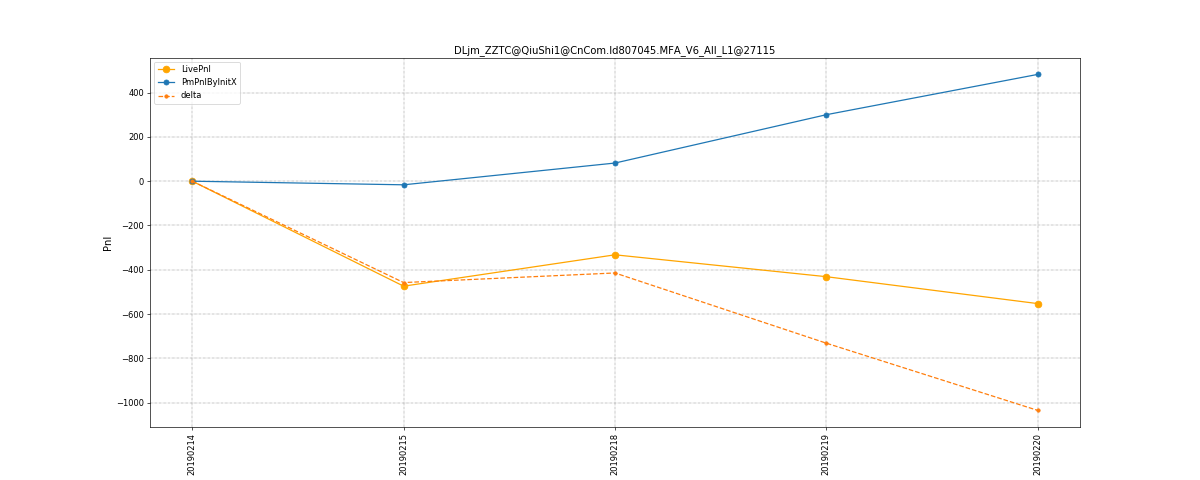 DLjm_ZZTC@QiuShi1@CnCom.Id807045.MFA_V6_All_L1@27115
LivePnl
PmPnlByInitX
delta
400
200
0
−200
−400
−600
−800
−1000
Pnl
20190214
20190215
20190218
20190219
20190220